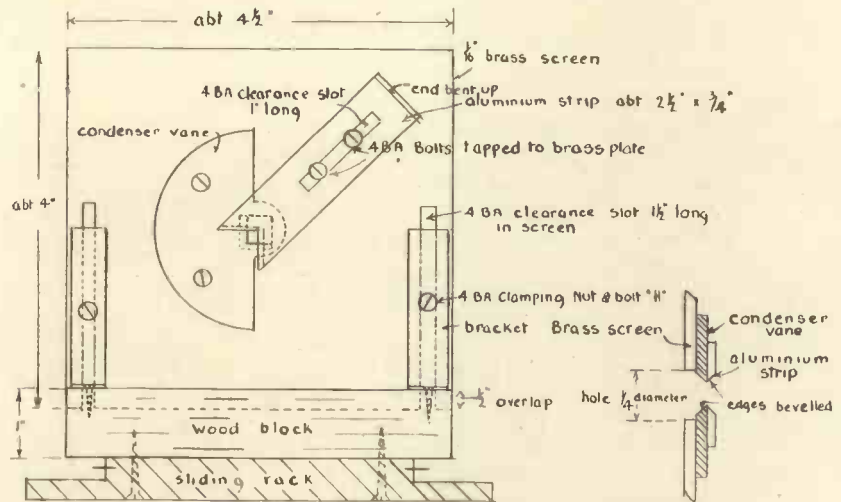 abt 4½"
1/16" brass screen
4 BA clearance slot
1" long
end bent up
aluminium strip abt 2½" x ¾"
condenser vane
4 BA Bolts tapped to brass plate
abt 4"
4 BA clearance slot 1½" long
in screen
4 BA Clamping Nut & bolt "H"
bracket
Brass screen
condenser
vane
aluminium
strip
hole ¼" diameter
edges bevelled
½" overlap
1"
wood block
sliding rack